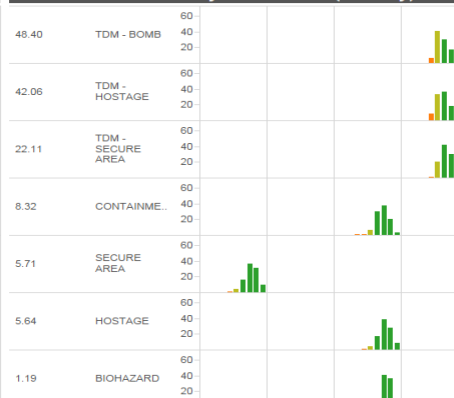 60
48.40 TDM - BOMB 40
20
60
42.06 TDM - 40
HOSTAGE 20
60
22.11 TDM - 40
SECURE
AREA 20
60
8.32 CONTAINME.. 40
20
60
5.71 SECURE 40
AREA 20
60
5.64 HOSTAGE 40
20
60
1.19 BIOHAZARD 40
20